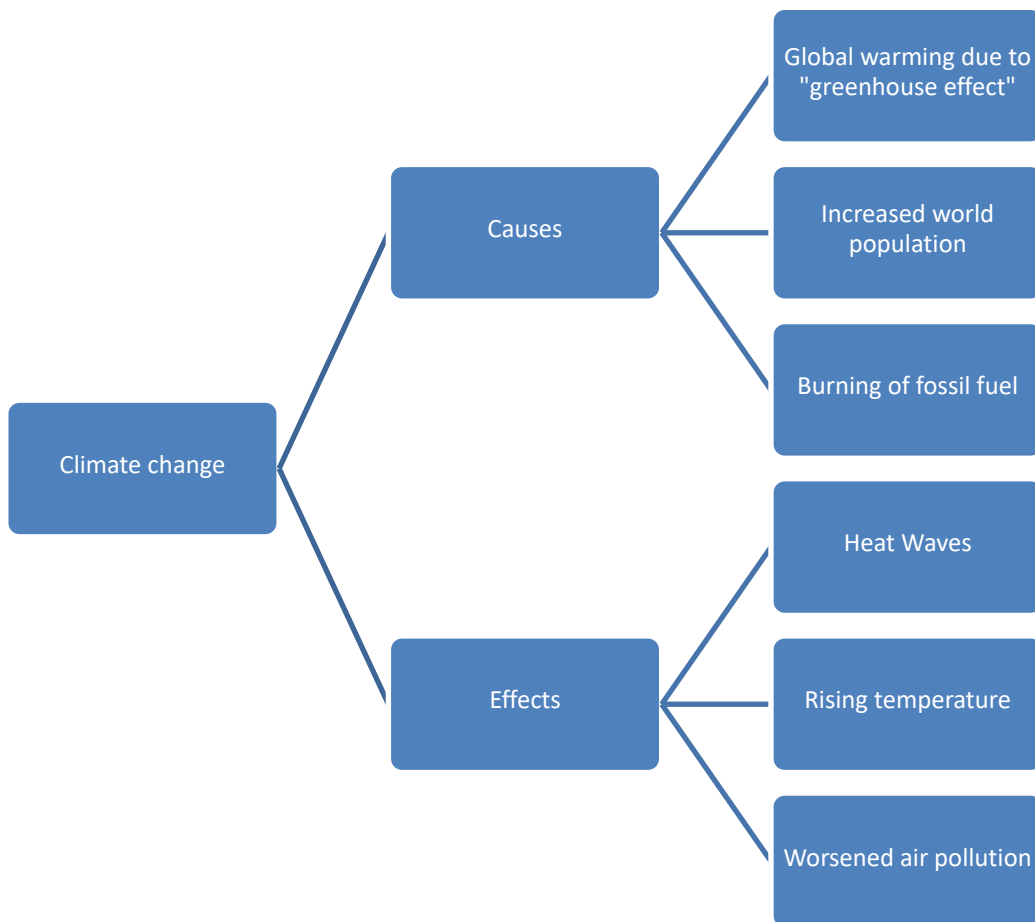 Climate change
Causes
Global warming due to
"greenhouse effect"
Increased world
population
Burning of fossil fuel
Effects
Heat Waves
Rising temperature
Worsened air pollution